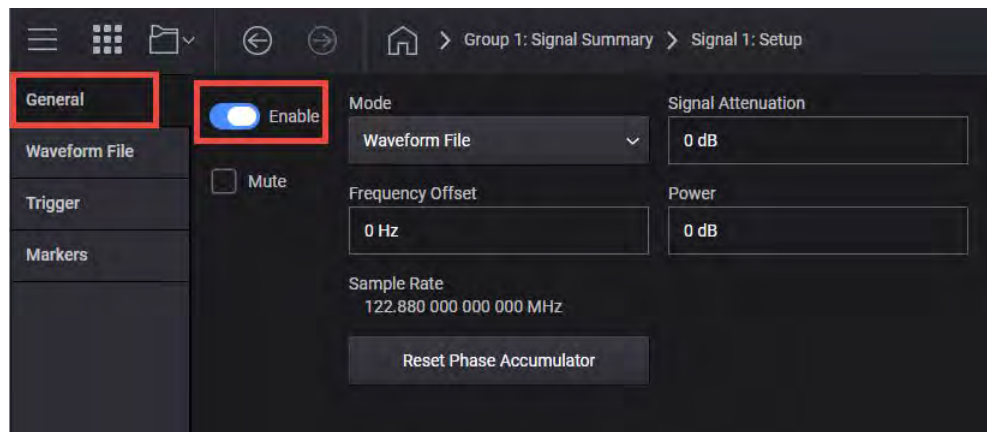 Group 1: Signal Summary > Signal 1: Setup
General
Waveform File
Trigger
Markers
Enable
Mute
Mode
Waveform File
Signal Attenuation
0 dB
Frequency Offset
0 Hz
Power
0 dB
Sample Rate
122.880 000 000 000 MHz
Reset Phase Accumulator